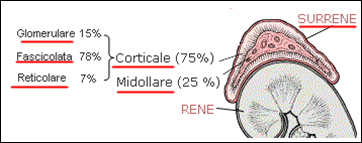 SURRENE
Glomerulare 15%
Fascicolata 78%
Corticale (75%)
Reticolare 7%
Midollare (25 %)
RENE